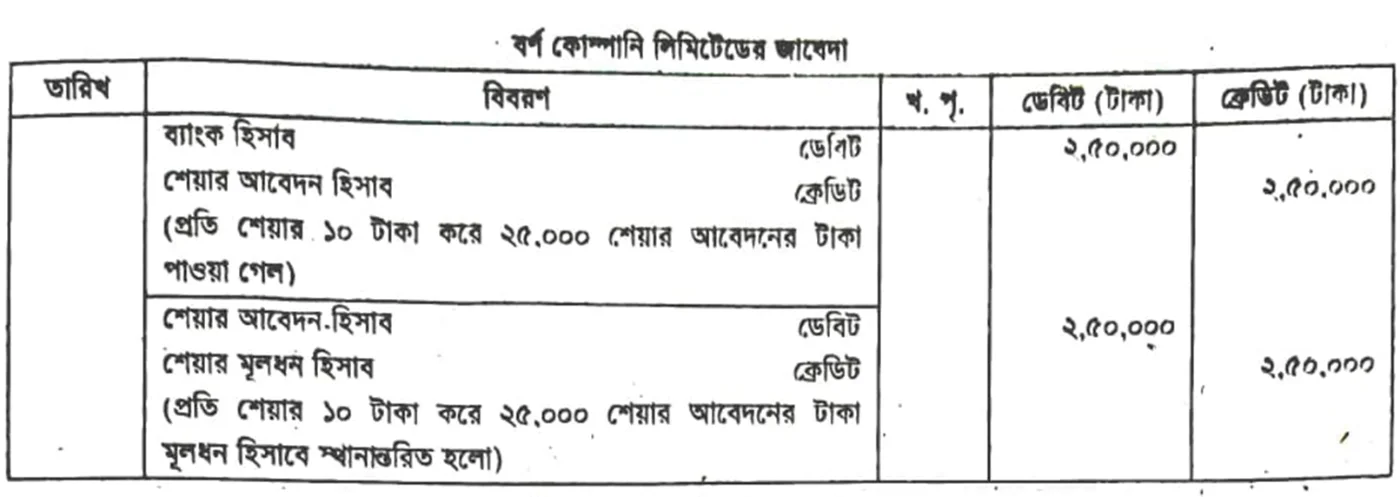 বর্ণ কোম্পানি লিমিটেডের জাবেদা
তারিখ বিবরণ খ. পৃ. ডেবিট (টাকা) ক্রেডিট (টাকা)
ব্যাংক হিসাব ডেবিট ২,৫০,০০০
শেয়ার আবেদন হিসাব ক্রেডিট ২,৫০,০০০
(প্রতি শেয়ার ১০ টাকা করে ২৫,০০০ শেয়ার আবেদনের টাকা
পাওয়া গেল)
শেয়ার আবেদন হিসাব ডেবিট ২,৫০,০০০
শেয়ার মূলধন হিসাব ক্রেডিট ২,৫০,০০০
(প্রতি শেয়ার ১০ টাকা করে ২৫,০০০ শেয়ার আবেদনের টাকা
মূলধন হিসাবে স্থানান্তরিত হলো)